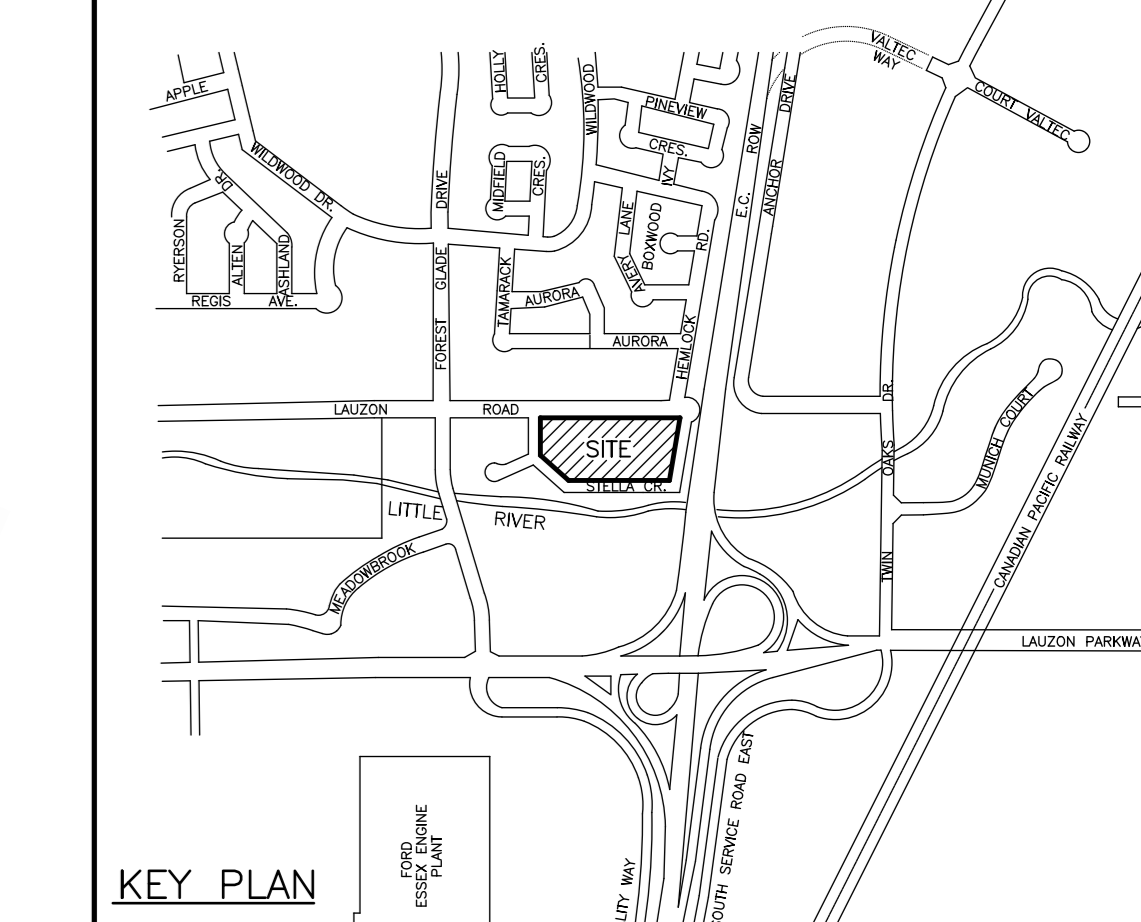 VALTEC
WAY
HOLLY
CRES.
APPLE
WILDWOOD
PINEVIEW
CRES.
DRIVE
ROW
E.C.
ANCHOR
COURT VALTEC
WILDWOOD DR.
DRIVE
MIDFIELD
CRES.
IVY
DR.
RYERSON
ALTEN
ASHLAND
REGIS AVE.
GLADE
FOREST
TAMARACK
AURORA
AURORA
LANE
AVERY
BOXWOOD
RD.
HEMLOCK
DR.
OAKS
TWIN
MUNICH COURT
CANADIAN PACIFIC RAILWAY
LAUZON ROAD
SITE
STELLA CR.
LITTLE RIVER
MEADOWBROOK
LAUZON PARKWA
SOUTH SERVICE ROAD EAST
LITY WAY
FORD
ESSEX ENGINE
PLANT
KEY PLAN